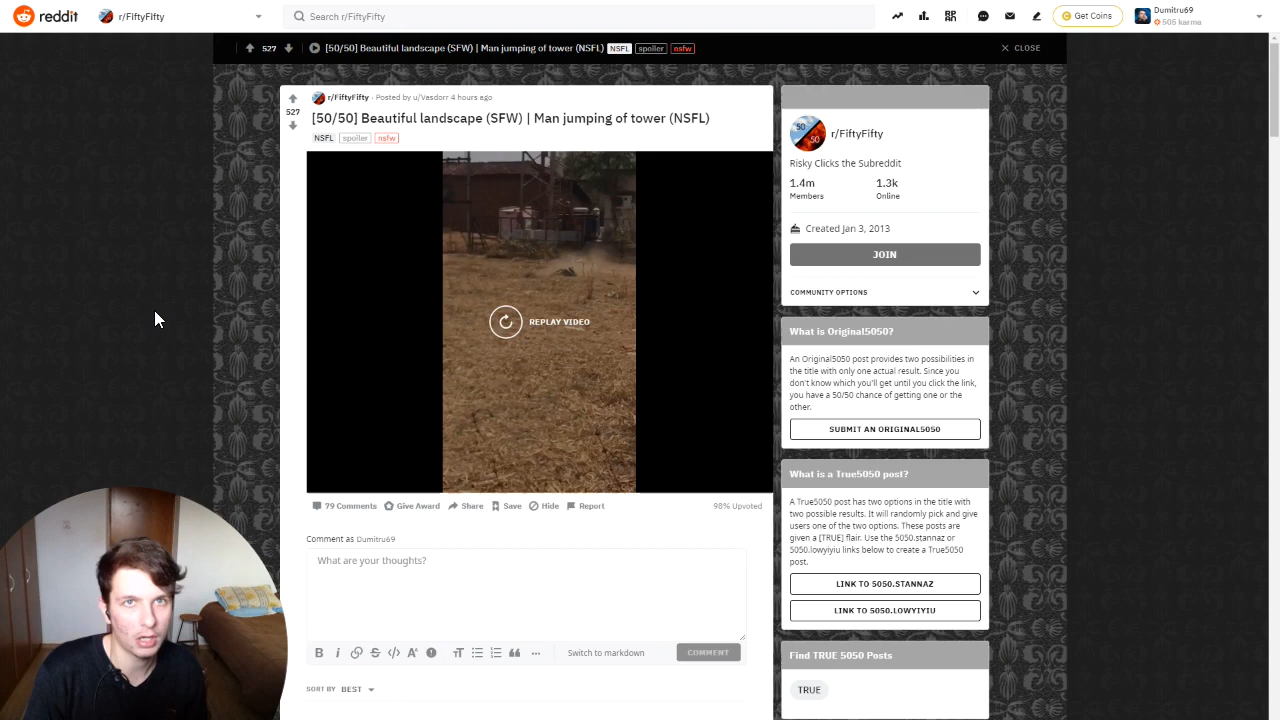 reddit
r/FiftyFifty
Search r/FiftyFifty
Get Coins
Dumitru69
505 karma
527
[50/50] Beautiful landscape (SFW) | Man jumping of tower (NSFL) NSFL spoiler nsfw
CLOSE
r/FiftyFifty · Posted by u/Vasdorr 4 hours ago
527
[50/50] Beautiful landscape (SFW) | Man jumping of tower (NSFL)
NSFL spoiler nsfw
REPLAY VIDEO
79 Comments Give Award Share Save Hide Report 98% Upvoted
Comment as Dumitru69
What are your thoughts?
Switch to markdown
COMMENT
SORT BY BEST
50
50
r/FiftyFifty
Risky Clicks the Subreddit
1.4m 1.3k
Members Online
Created Jan 3, 2013
JOIN
COMMUNITY OPTIONS
What is Original5050?
An Original5050 post provides two possibilities in
the title with only one actual result. Since you
don't know which you'll get until you click the link,
you have a 50/50 chance of getting one or the
other.
SUBMIT AN ORIGINAL5050
What is a True5050 post?
A True5050 post has two options in the title with
two possible results. It will randomly pick and give
users one of the two options. These posts are
given a [TRUE] flair. Use the 5050.stannaz or
5050.lowyiyiu links below to create a True5050
post.
LINK TO 5050.STANNAZ
LINK TO 5050.LOWYIYIU
Find TRUE 5050 Posts
TRUE